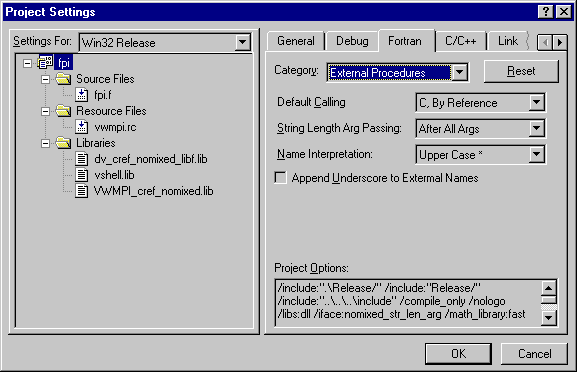 Project Settings
Settings For: Win32 Release
fpi
Source Files
fpi.f
Resource Files
vwmpi.rc
Libraries
dv_cref_nomixed_libf.lib
vshell.lib
VWMPI_cref_nomixed.lib
General Debug Fortran C/C++ Link
Category: External Procedures Reset
Default Calling C, By Reference
String Length Arg Passing: After All Args
Name Interpretation: Upper Case *
Append Underscore to External Names
Project Options:
/include:".\Release/" /include:"Release/"
/include:"..\..\..\include" /compile_only /nologo
/libs:dll /iface:nomixed_str_len_arg /math_library:fast
OK Cancel